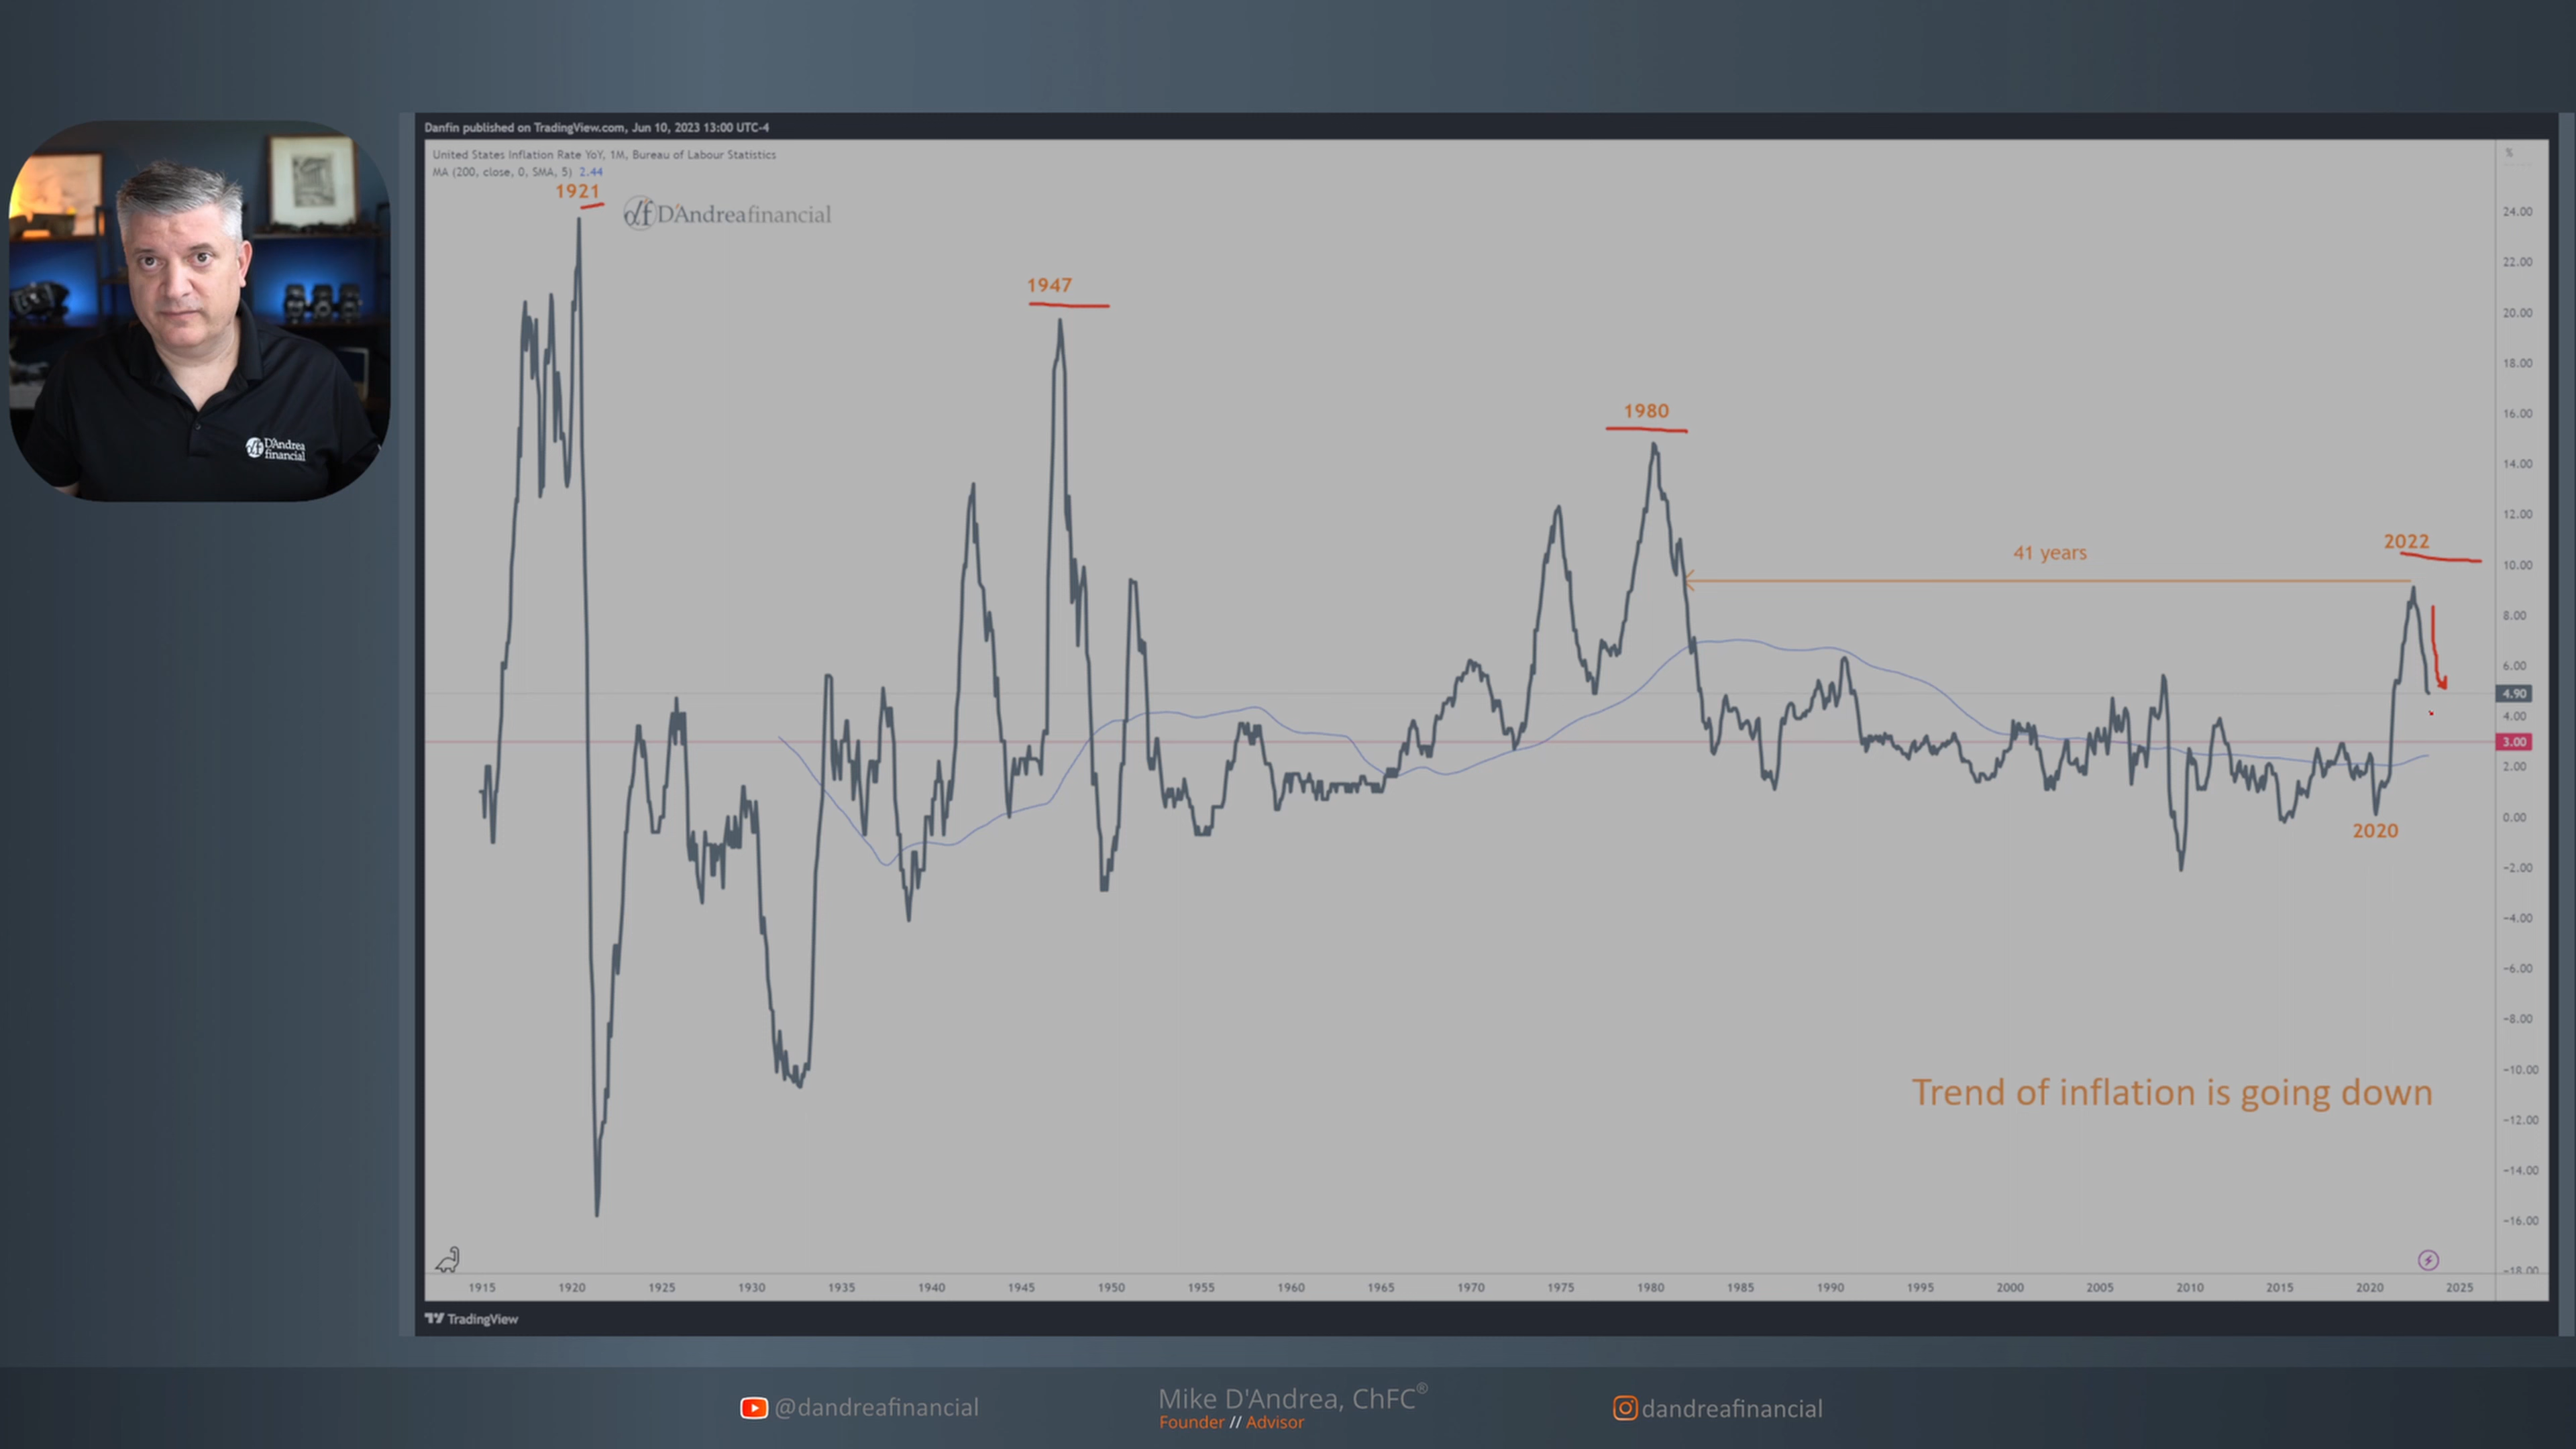 Danfin published on TradingView.com, Jun 10, 2023 13:00 UTC-4
United States Inflation Rate YoY, 1M, Bureau of Labour Statistics
MA (200, close, 0, SMA, 5) 2.44
%
1921
D'Andreafinancial
24.00
22.00
1947
20.00
18.00
1980
16.00
14.00
12.00
2022
41 years
10.00
8.00
6.00
4.90
4.00
3.00
2.00
0.00
2020
-2.00
-4.00
-6.00
-8.00
-10.00
Trend of inflation is going down
-12.00
-14.00
-16.00
-18.00
1915 1920 1925 1930 1935 1940 1945 1950 1955 1960 1965 1970 1975 1980 1985 1990 1995 2000 2005 2010 2015 2020 2025
TradingView
D'Andrea
financial
@dandreafinancial
Mike D'Andrea, ChFC®
Founder // Advisor
dandreafinancial